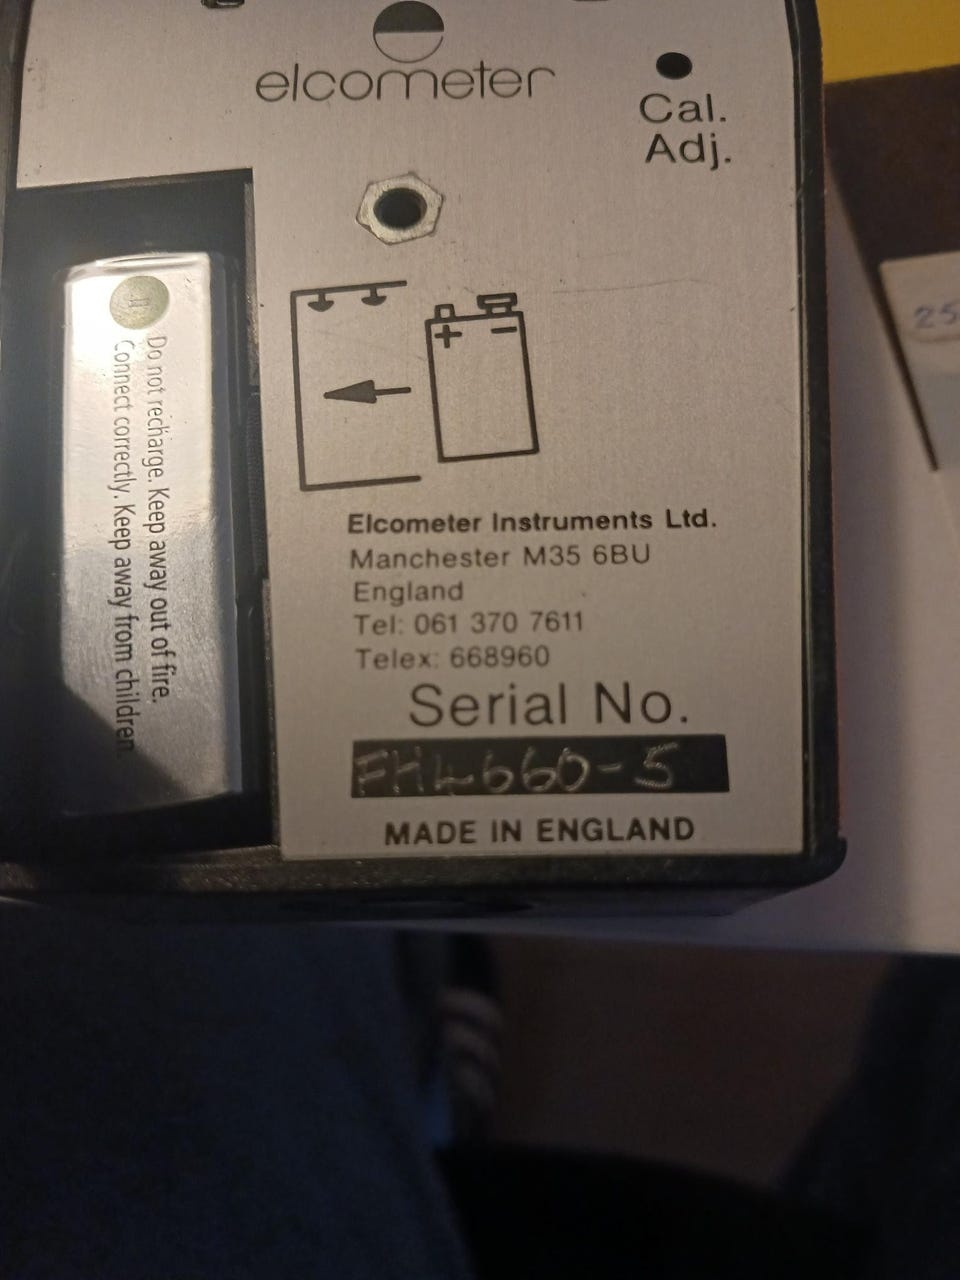 elcometer
Cal.
Adj.
+ −
Do not recharge. Keep away out of fire.
Connect correctly. Keep away from children.
Elcometer Instruments Ltd.
Manchester M35 6BU
England
Tel: 061 370 7611
Telex: 668960
Serial No.
FH4660-5
MADE IN ENGLAND
25